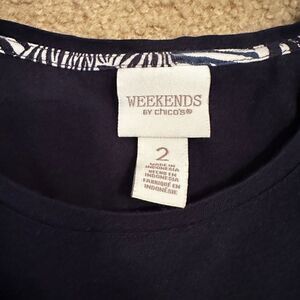 WEEKENDS
BY chico's®
2
MADE IN
INDONESIA
HECHO EN
INDONESIA
FABRIQUÉ EN
INDONÉSIE